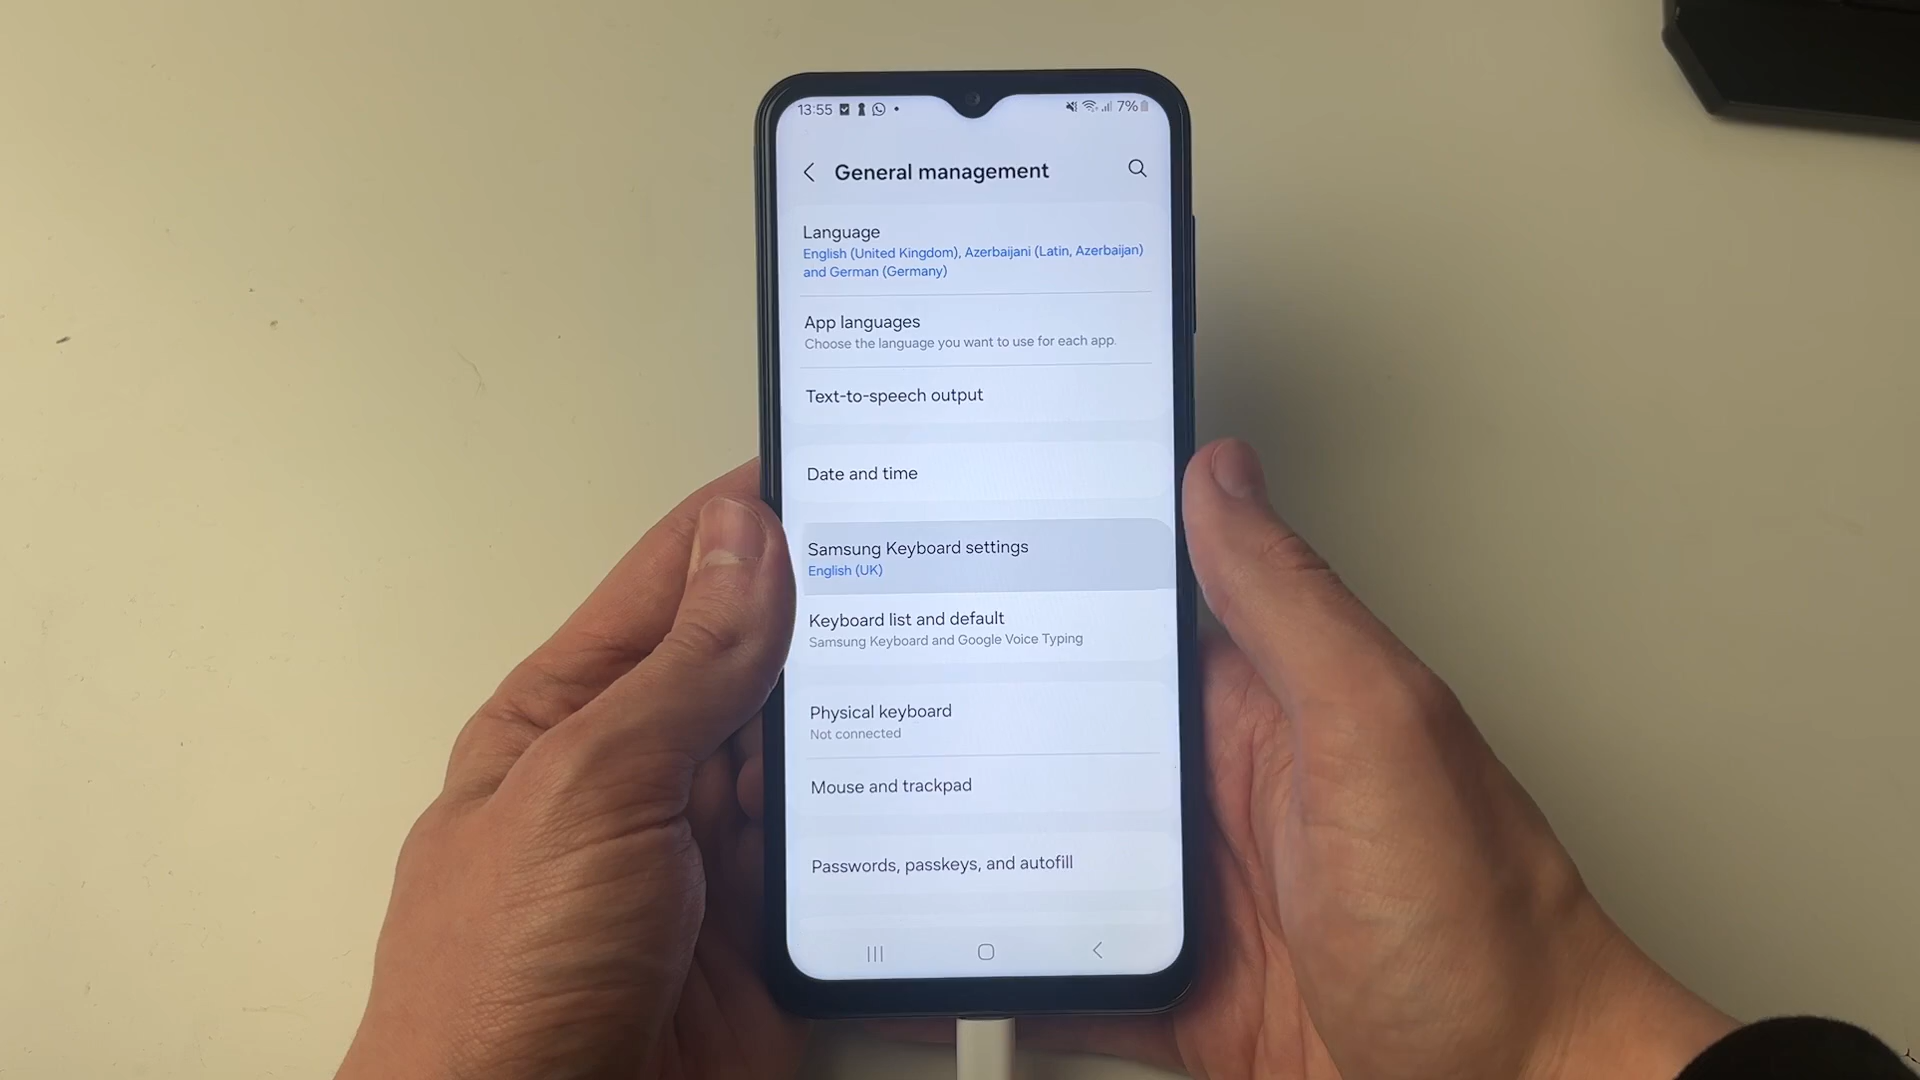 13:55
7%
General management
Language
English (United Kingdom), Azerbaijani (Latin, Azerbaijan)
and German (Germany)
App languages
Choose the language you want to use for each app.
Text-to-speech output
Date and time
Samsung Keyboard settings
English (UK)
Keyboard list and default
Samsung Keyboard and Google Voice Typing
Physical keyboard
Not connected
Mouse and trackpad
Passwords, passkeys, and autofill